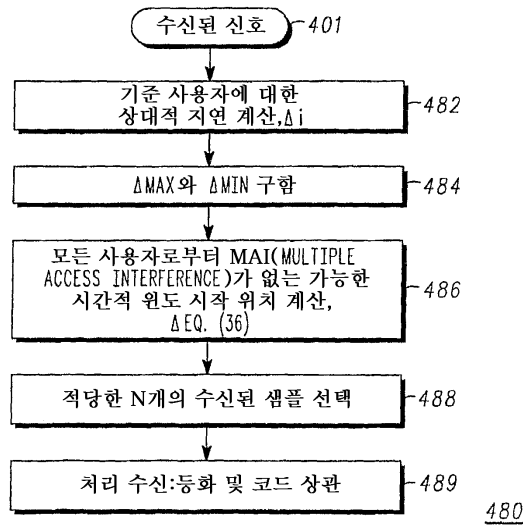 수신된 신호
401
기준 사용자에 대한
상대적 지연 계산,Δi
482
ΔMAX와 ΔMIN 구함
484
모든 사용자로부터 MAI(MULTIPLE
ACCESS INTERFERENCE)가 없는 가능한
시간적 윈도 시작 위치 계산,
ΔEQ. (36)
486
적당한 N개의 수신된 샘플 선택
488
처리 수신:등화 및 코드 상관
489
480